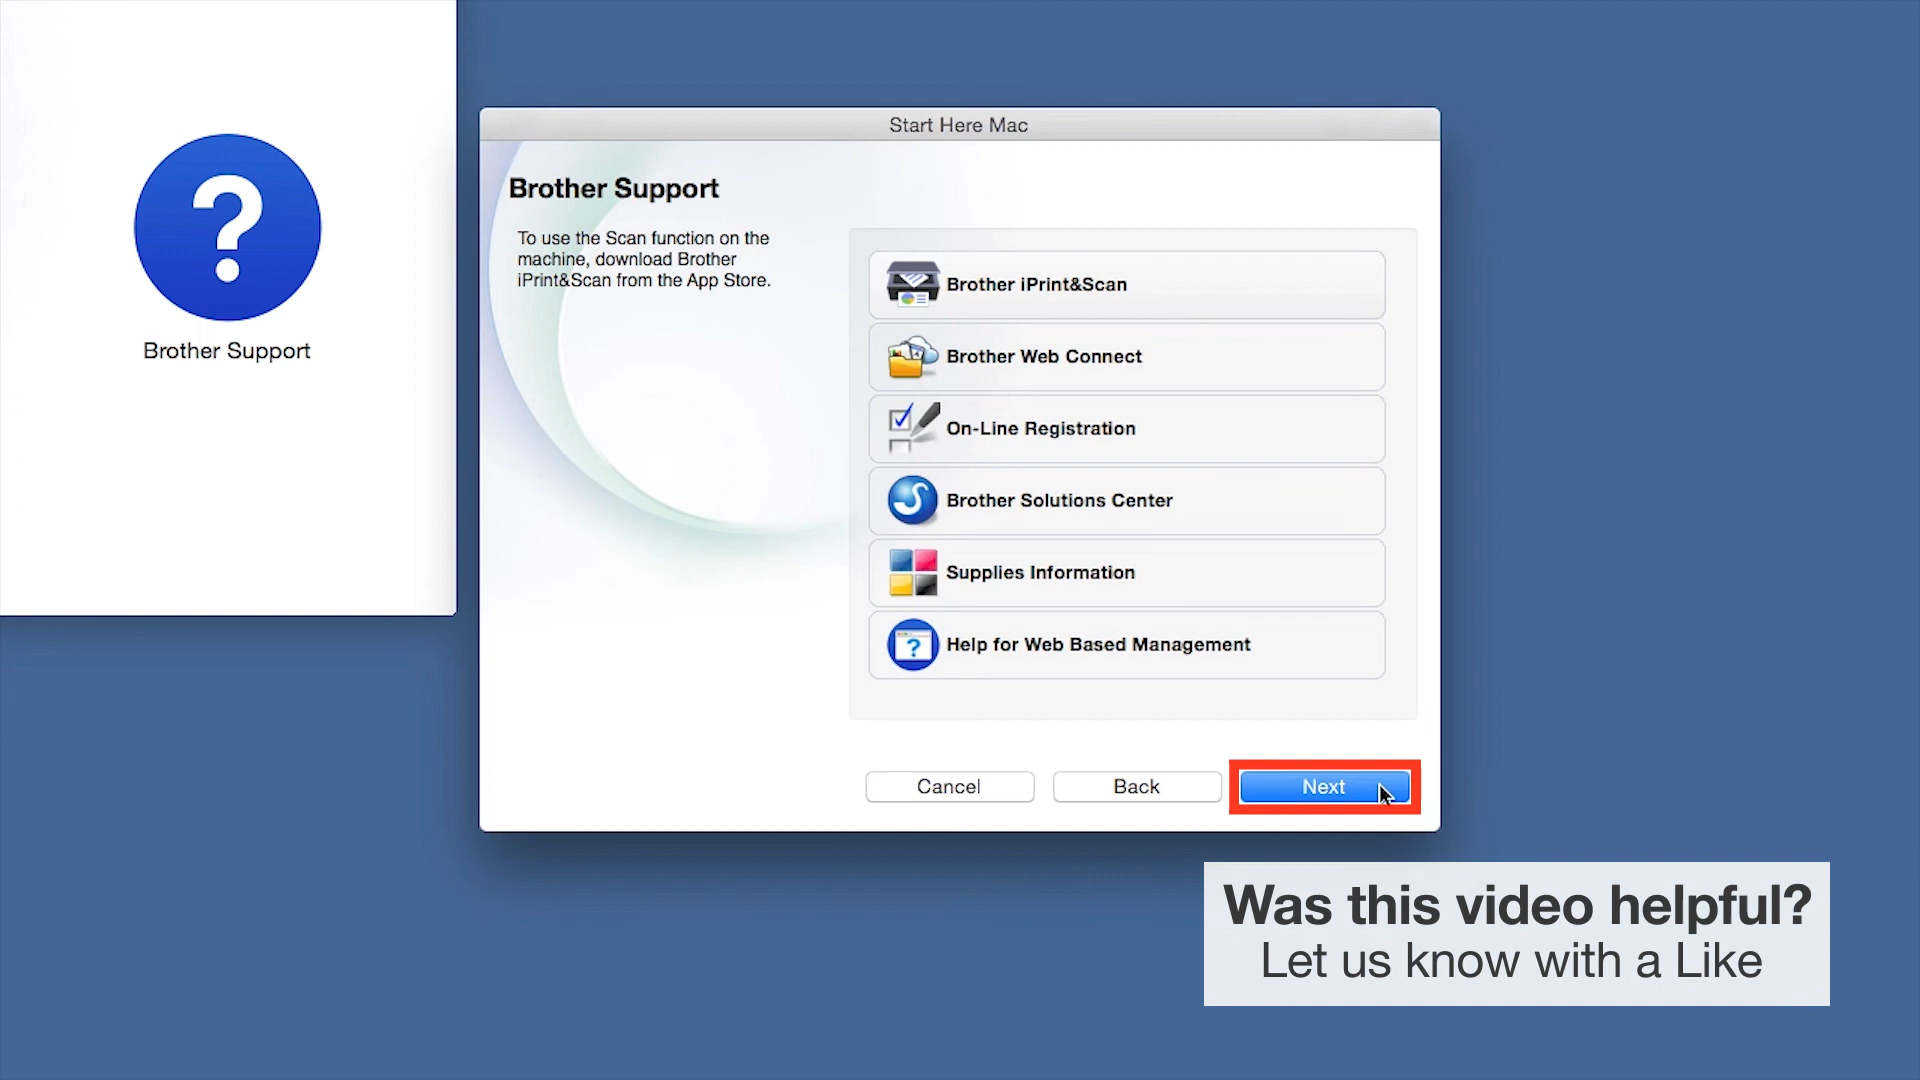 Brother Support
Start Here Mac
Brother Support
To use the Scan function on the
machine, download Brother
iPrint&Scan from the App Store.
Brother iPrint&Scan
Brother Web Connect
On-Line Registration
Brother Solutions Center
Supplies Information
Help for Web Based Management
Cancel
Back
Next
Was this video helpful?
Let us know with a Like